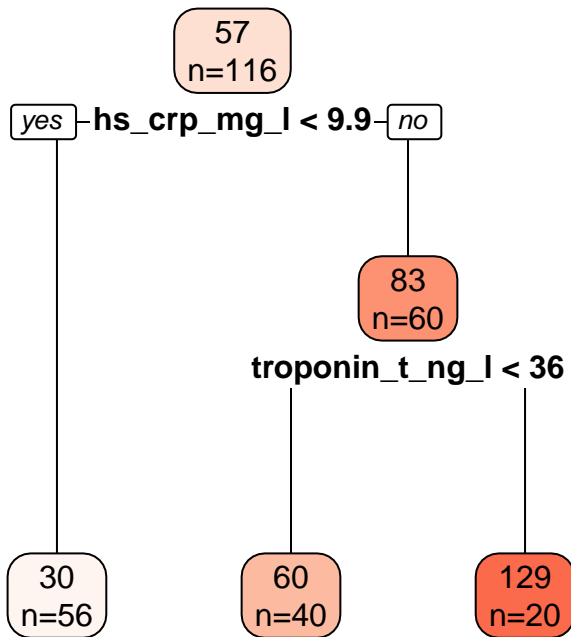 57
n=116
yes hs_crp_mg_l < 9.9 no
83
n=60
troponin_t_ng_l < 36
30
n=56
60
n=40
129
n=20